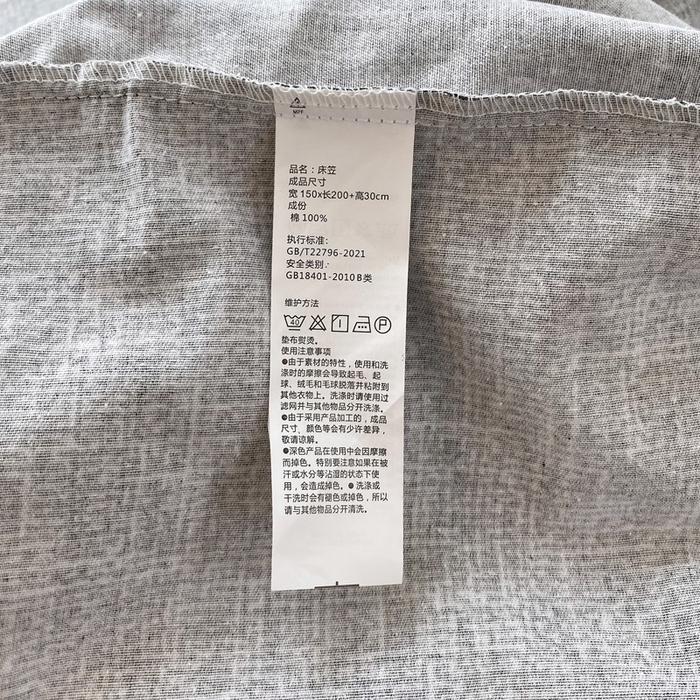 MPF
品名：床笠
成品尺寸
宽 150x长200+高30cm
成份
棉 100%
执行标准：
GB/T22796-2021
安全类别：
GB18401-2010 B类
维护方法
40
P
垫布熨烫。
使用注意事项
●由于素材的特性，使用和洗
涤时的摩擦会导致起毛、起
球、绒毛和毛球脱落并粘附到
其他衣物上。洗涤时请使用过
滤网并与其他物品分开洗涤。
●由于采用产品加工的，成品
尺寸、颜色等会有少许差异，
敬请谅解。
●深色产品在使用中会因摩擦
而掉色。特别要注意如果在被
汗或水分等沾湿的状态下使
用，会造成掉色。●洗涤或
干洗时会有褪色或掉色，所以
请与其他物品分开清洗。